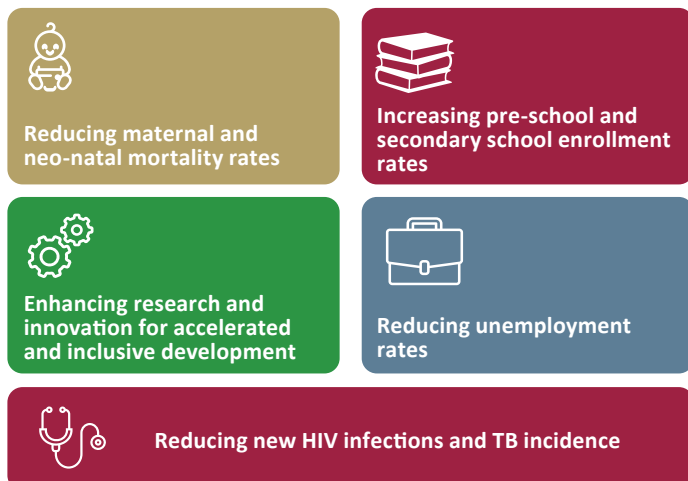 Reducing maternal and
neo-natal mortality rates
Increasing pre-school and
secondary school enrollment
rates
Enhancing research and
innovation for accelerated
and inclusive development
Reducing unemployment
rates
Reducing new HIV infections and TB incidence